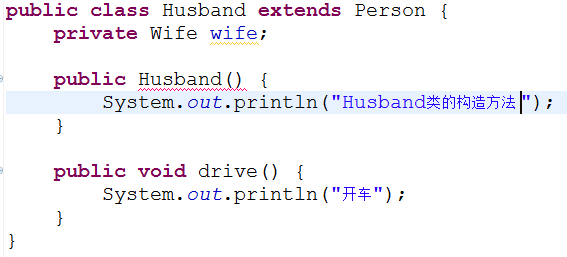 public class Husband extends Person {
    private Wife wife;

    public Husband() {
        System.out.println("Husband类的构造方法");
    }

    public void drive() {
        System.out.println("开车");
    }
}